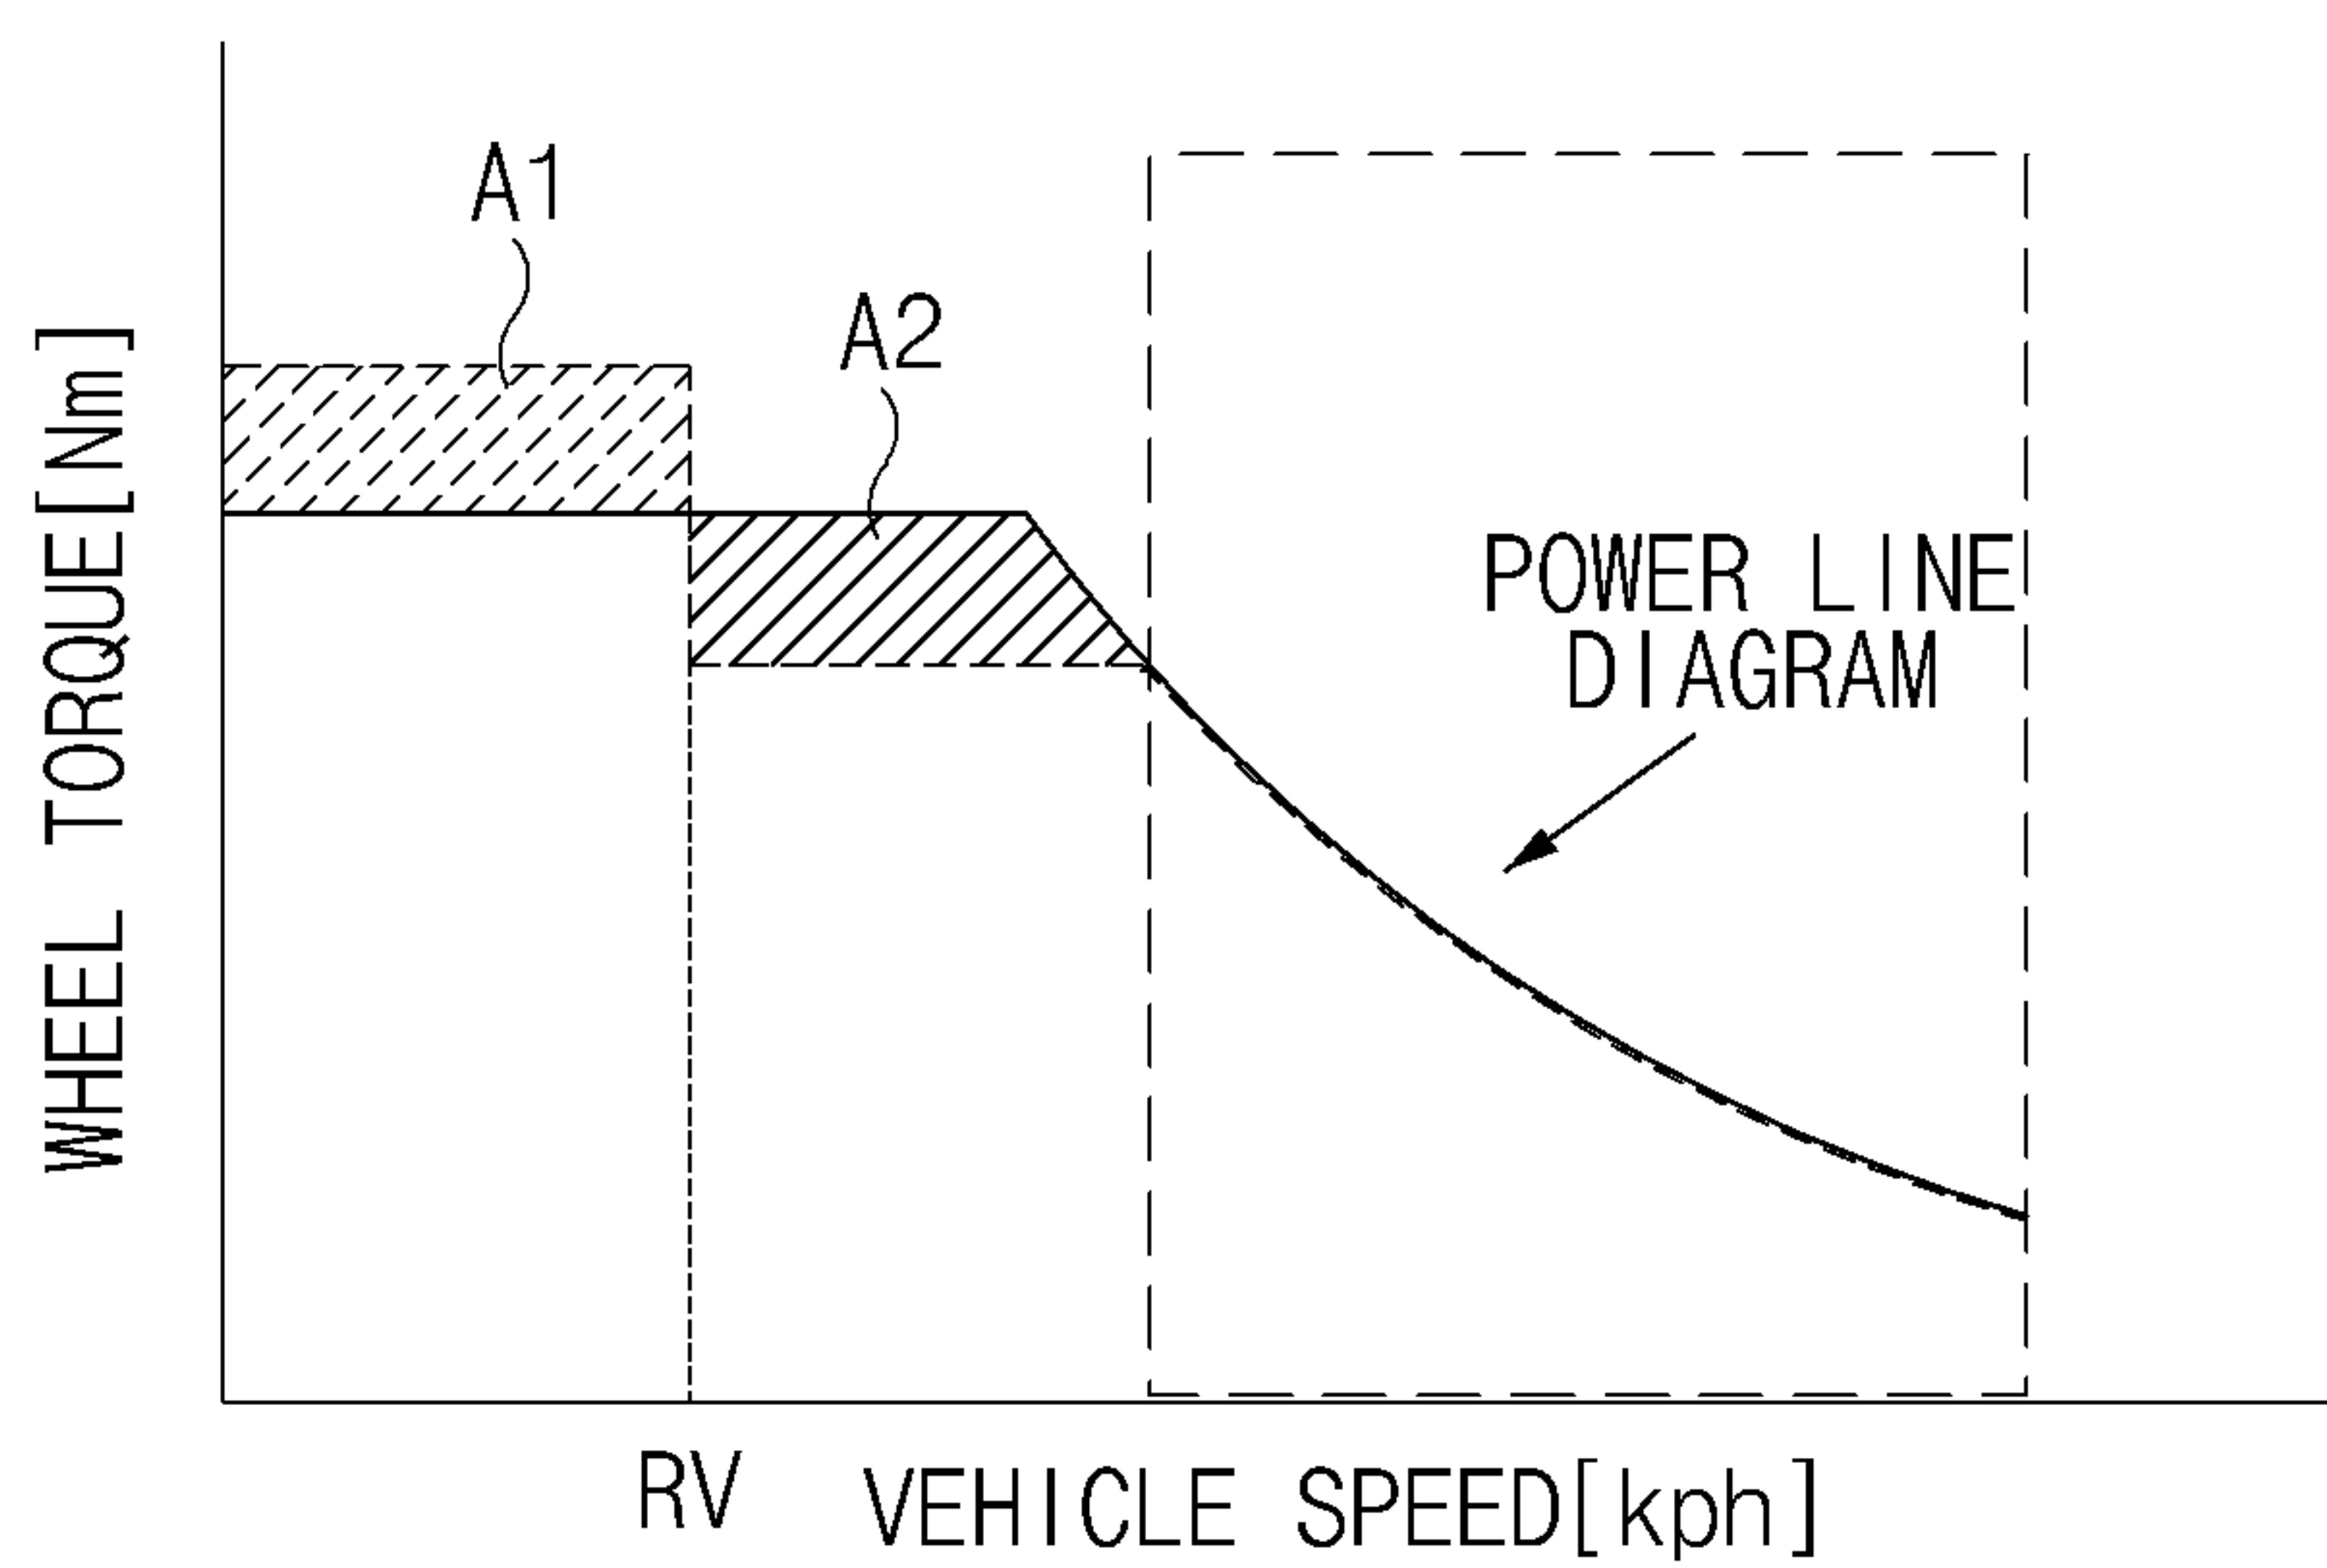 A1
A2
POWER LINE
DIAGRAM
WHEEL TORQUE[Nm]
RV
VEHICLE SPEED[kph]